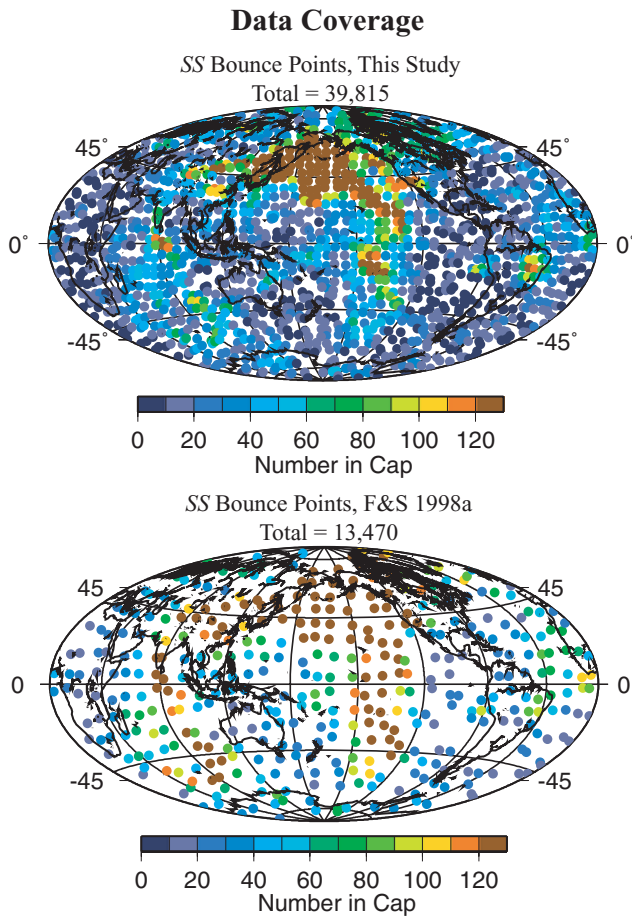 Data Coverage
SS Bounce Points, This Study
Total = 39,815
45° 45°
0° 0°
-45° -45°
0 20 40 60 80 100 120
Number in Cap
SS Bounce Points, F&S 1998a
Total = 13,470
45 45
0 0
-45 -45
0 20 40 60 80 100 120
Number in Cap